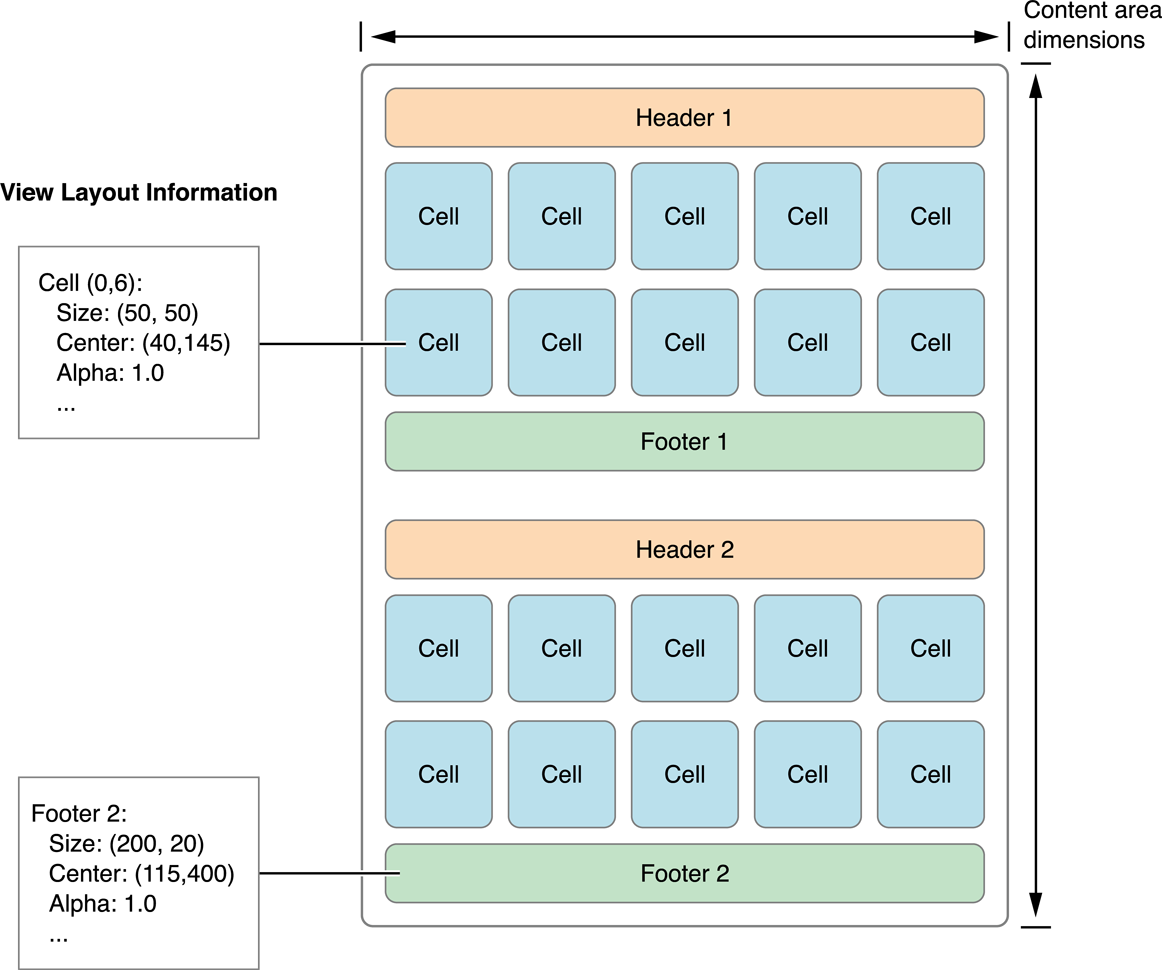 Content area
dimensions
Header 1
View Layout Information
Cell Cell Cell Cell Cell
Cell (0,6):
Size: (50, 50)
Center: (40,145)
Alpha: 1.0
...
Cell Cell Cell Cell Cell
Footer 1
Header 2
Cell Cell Cell Cell Cell
Cell Cell Cell Cell Cell
Footer 2:
Size: (200, 20)
Center: (115,400)
Alpha: 1.0
...
Footer 2